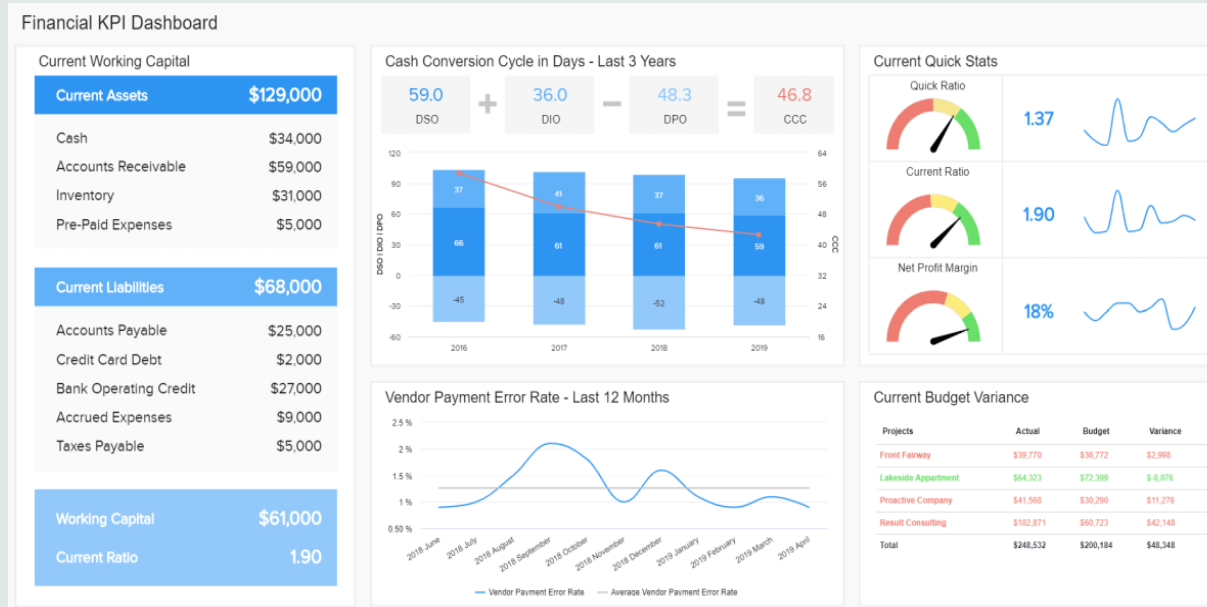 Financial KPI Dashboard
Current Working Capital
Current Assets $129,000
Cash $34,000
Accounts Receivable $59,000
Inventory $31,000
Pre-Paid Expenses $5,000
Current Liabilities $68,000
Accounts Payable $25,000
Credit Card Debt $2,000
Bank Operating Credit $27,000
Accrued Expenses $9,000
Taxes Payable $5,000
Working Capital $61,000
Current Ratio 1.90
Cash Conversion Cycle in Days - Last 3 Years
59.0 + 36.0 − 48.3 = 46.8
DSO DIO DPO CCC
DSO | DIO | DPO
120
90
60
30
0
-30
-60
37 41 37 36
66 61 61 59
-45 -48 -52 -48
64
56
48
40
32
24
16
CCC
2016 2017 2018 2019
Current Quick Stats
Quick Ratio
1.37
Current Ratio
1.90
Net Profit Margin
18%
Vendor Payment Error Rate - Last 12 Months
2.5 %
2 %
1.5 %
1 %
0.50 %
2018 June 2018 July 2018 August 2018 September 2018 October 2018 November 2018 December 2019 January 2019 February 2019 March 2019 April
Vendor Payment Error Rate Average Vendor Payment Error Rate
Current Budget Variance
Projects Actual Budget Variance
Front Fairway $39,770 $36,772 $2,998
Lakeside Appartment $64,323 $72,399 $-8,076
Proactive Company $41,568 $30,290 $11,278
Result Consulting $102,871 $60,723 $42,148
Total $248,532 $200,184 $48,348